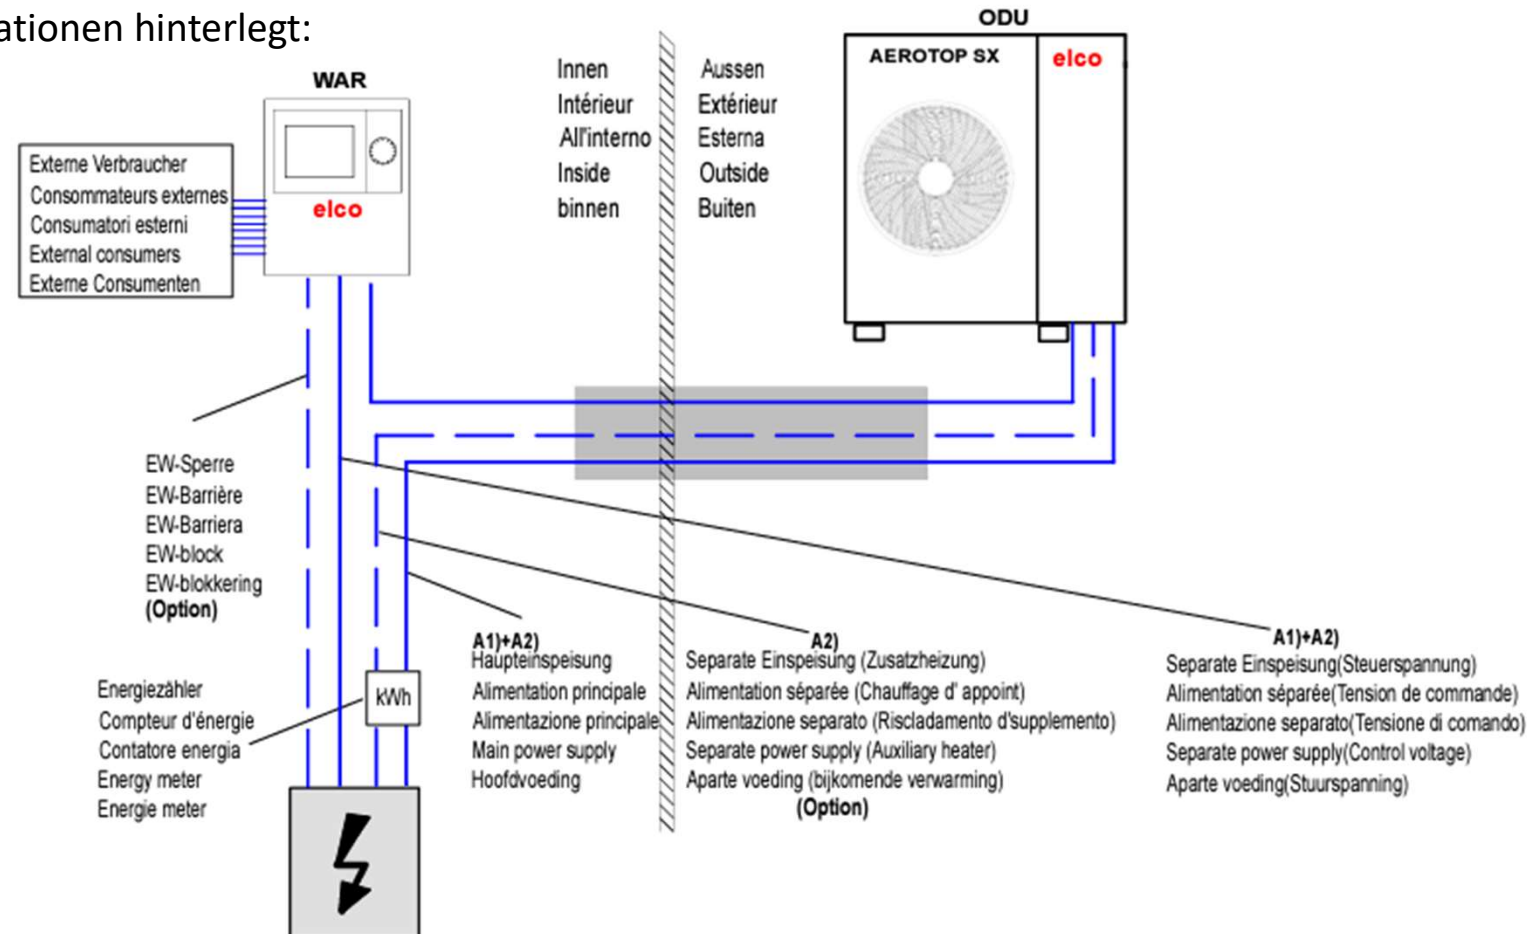 ationen hinterlegt:
WAR
elco
Externe Verbraucher
Consommateurs externes
Consumatori esterni
External consumers
Externe Consumenten
Innen
Intérieur
All'interno
Inside
binnen
Aussen
Extérieur
Esterna
Outside
Buiten
ODU
AEROTOP SX
elco
EW-Sperre
EW-Barrière
EW-Barriera
EW-block
EW-blokkering
(Option)
Energiezähler
Compteur d'énergie
Contatore energia
Energy meter
Energie meter
kWh
A1)+A2)
Haupteinspeisung
Alimentation principale
Alimentazione principale
Main power supply
Hoofdvoeding
A2)
Separate Einspeisung (Zusatzheizung)
Alimentation séparée (Chauffage d' appoint)
Alimentazione separato (Riscladamento d'supplemento)
Separate power supply (Auxiliary heater)
Aparte voeding (bijkomende verwarming)
(Option)
A1)+A2)
Separate Einspeisung(Steuerspannung)
Alimentation séparée(Tension de commande)
Alimentazione separato(Tensione di comando)
Separate power supply(Control voltage)
Aparte voeding(Stuurspanning)